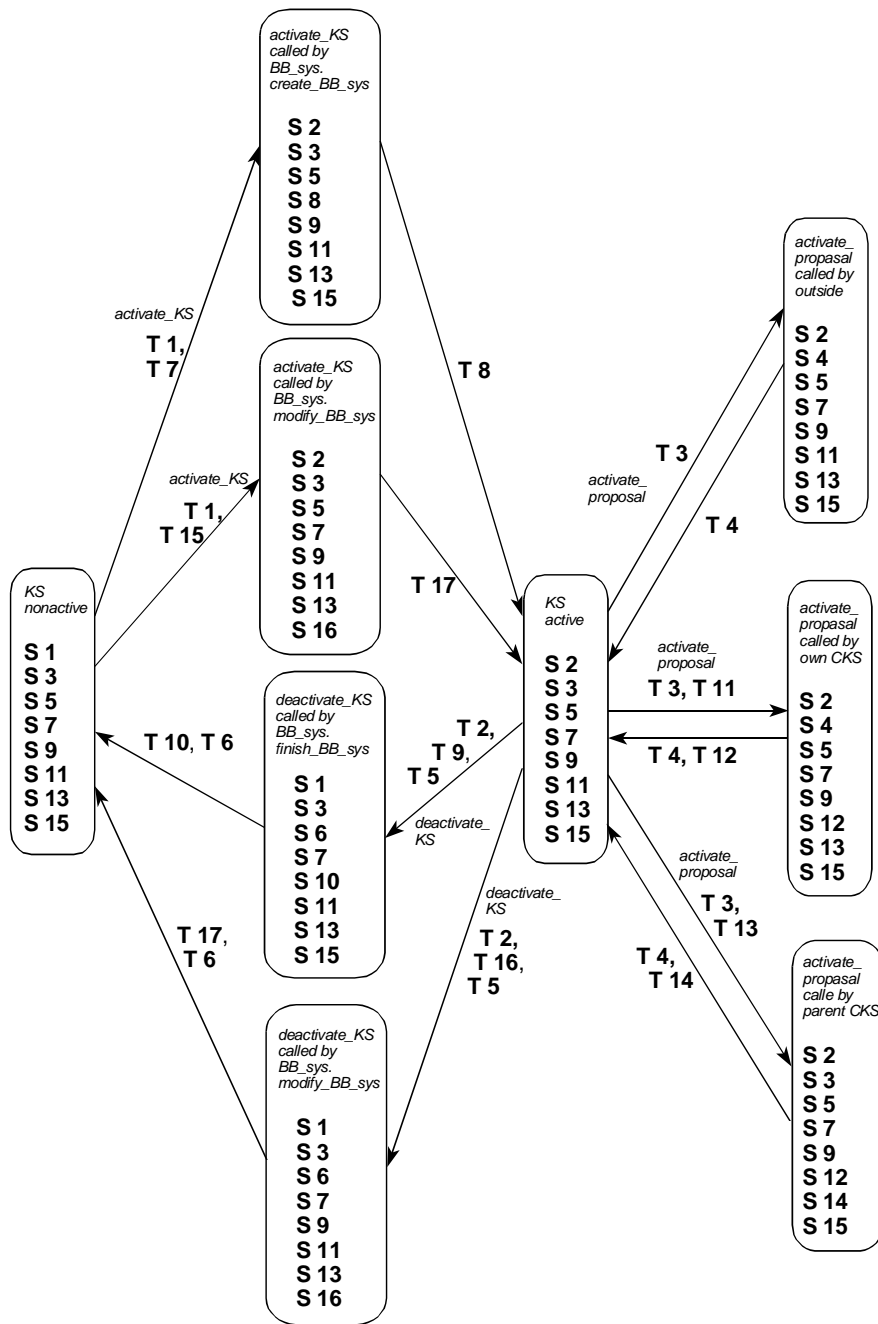 activate_KS
called by
BB_sys.
create_BB_sys
S 2
S 3
S 5
S 8
S 9
S 11
S 13
S 15
activate_KS
T 1,
T 7
T 8
activate_KS
called by
BB_sys.
modify_BB_sys
S 2
S 3
S 5
S 7
S 9
S 11
S 13
S 16
activate_KS
T 1,
T 15
T 17
KS
nonactive
S 1
S 3
S 5
S 7
S 9
S 11
S 13
S 15
deactivate_KS
called by
BB_sys.
finish_BB_sys
S 1
S 3
S 6
S 7
S 10
S 11
S 13
S 15
T 10, T 6
T 2,
T 9,
T 5
deactivate_
KS
T 17,
T 6
deactivate_
KS
T 2,
T 16,
T 5
deactivate_KS
called by
BB_sys.
modify_BB_sys
S 1
S 3
S 6
S 7
S 9
S 11
S 13
S 16
KS
active
S 2
S 3
S 5
S 7
S 9
S 11
S 13
S 15
T 3
activate_
proposal
T 4
activate_
propasal
called by
outside
S 2
S 4
S 5
S 7
S 9
S 11
S 13
S 15
activate_
proposal
T 3, T 11
T 4, T 12
activate_
propasal
called by
own CKS
S 2
S 4
S 5
S 7
S 9
S 12
S 13
S 15
activate_
proposal
T 3,
T 13
T 4,
T 14
activate_
propasal
calle by
parent CKS
S 2
S 3
S 5
S 7
S 9
S 12
S 14
S 15